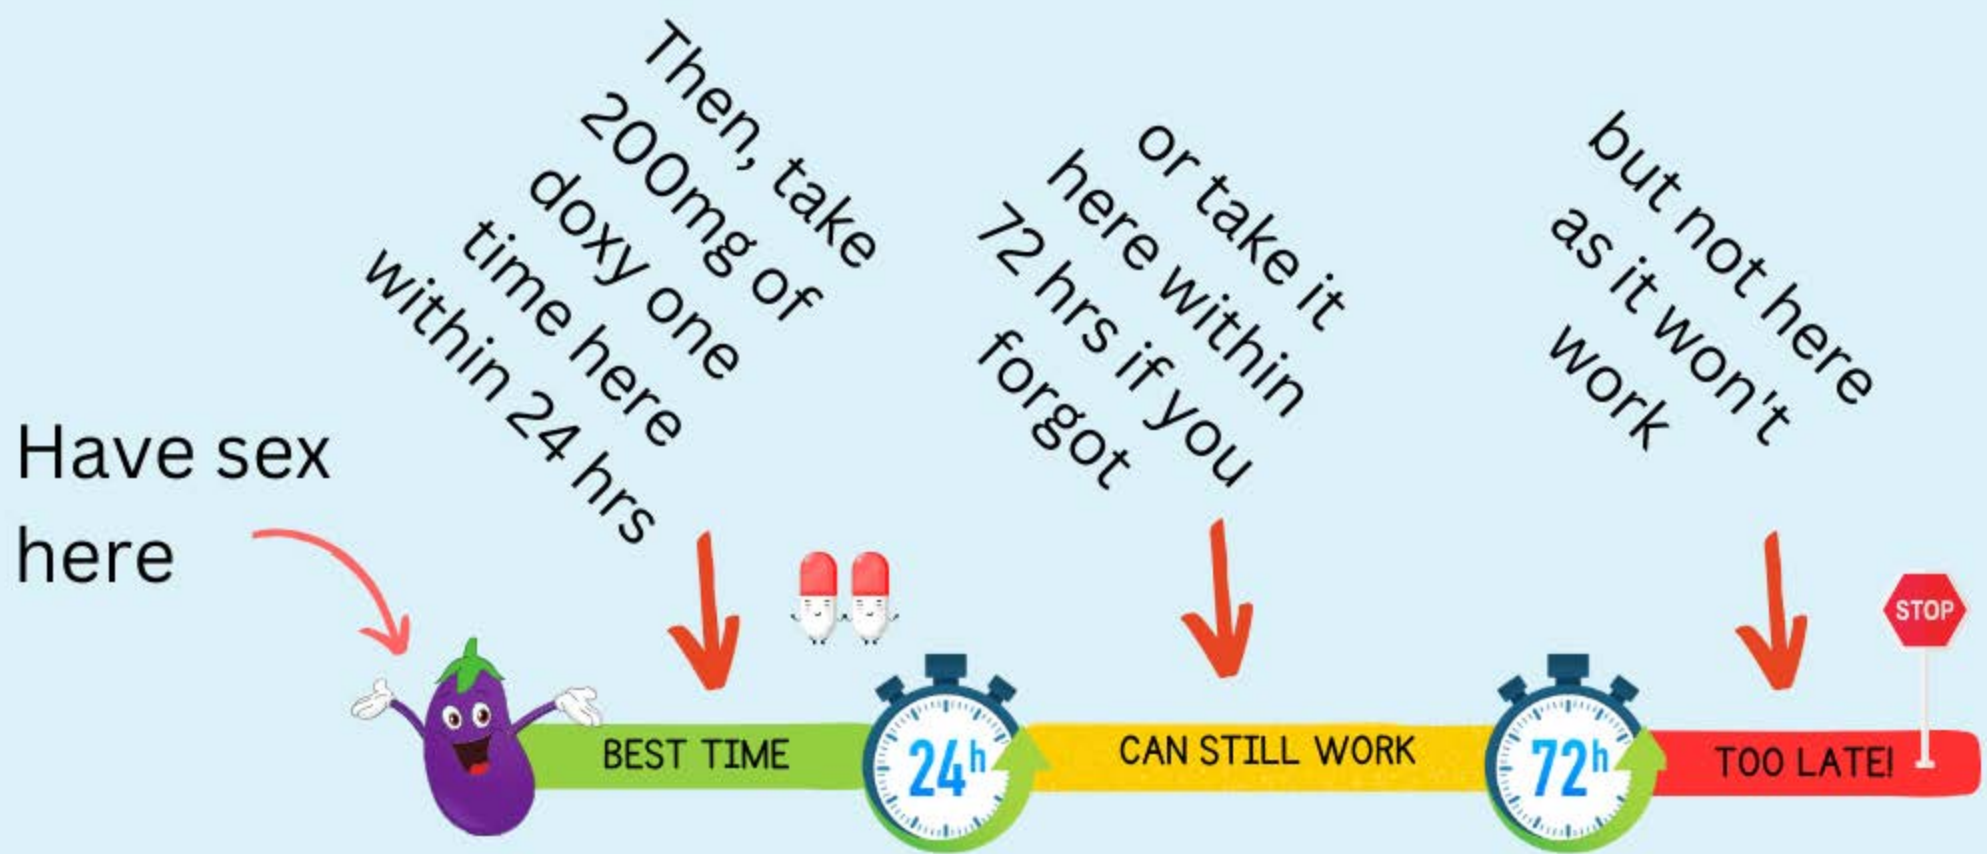 Have sex
here
Then, take
200mg of
doxy one
time here
within 24 hrs
or take it
here within
72 hrs if you
forgot
but not here
as it won't
work
STOP
BEST TIME
24h
CAN STILL WORK
72h
TOO LATE!